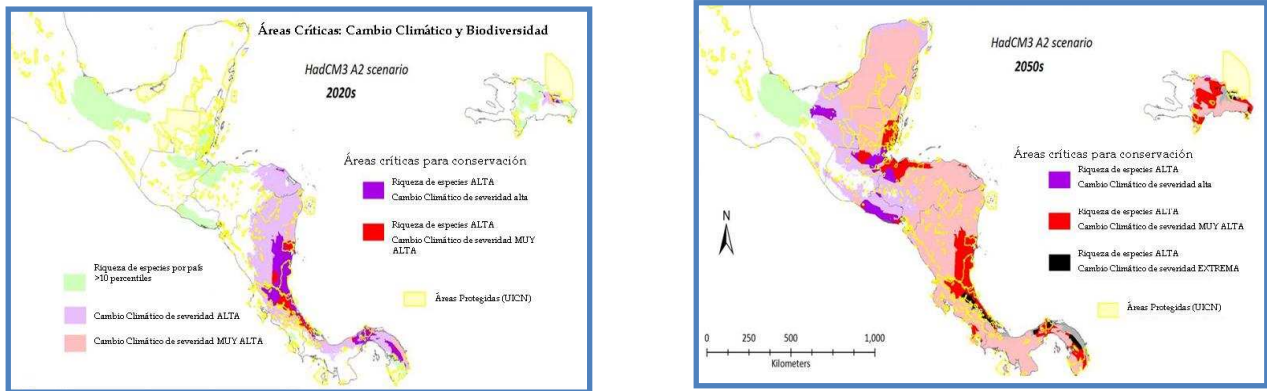 Áreas Críticas: Cambio Climático y Biodiversidad
HadCM3 A2 scenario
2020s
Áreas críticas para conservación
Riqueza de especies ALTA
Cambio Climático de severidad alta
Riqueza de especies ALTA
Cambio Climático de severidad MUY
ALTA
Riqueza de especies por país
>10 percentiles
Cambio Climático de severidad ALTA
Cambio Climático de severidad MUY ALTA
Áreas Protegidas (UICN)
HadCM3 A2 scenario
2050s
Áreas críticas para conservación
Riqueza de especies ALTA
Cambio Climático de severidad alta
Riqueza de especies ALTA
Cambio Climático de severidad MUY ALTA
Riqueza de especies ALTA
Cambio Climático de severidad EXTREMA
Áreas Protegidas (UICN)
N
0 250 500 1,000
Kilometers